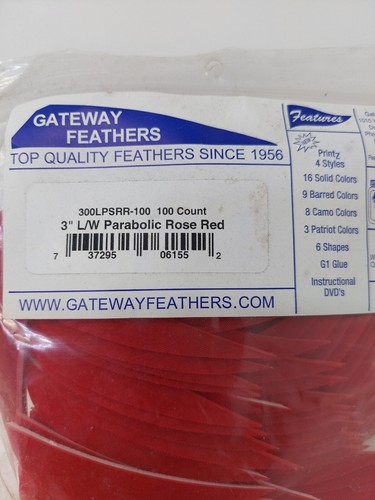 GATEWAY
FEATHERS
TOP QUALITY FEATHERS SINCE 1956
300LPSRR-100 100 Count
3" L/W Parabolic Rose Red
7 37295 06155 2
WWW.GATEWAYFEATHERS.COM
Features
Printz
4 Styles
16 Solid Colors
9 Barred Colors
8 Camo Colors
3 Patriot Colors
6 Shapes
G1 Glue
Instructional
DVD's